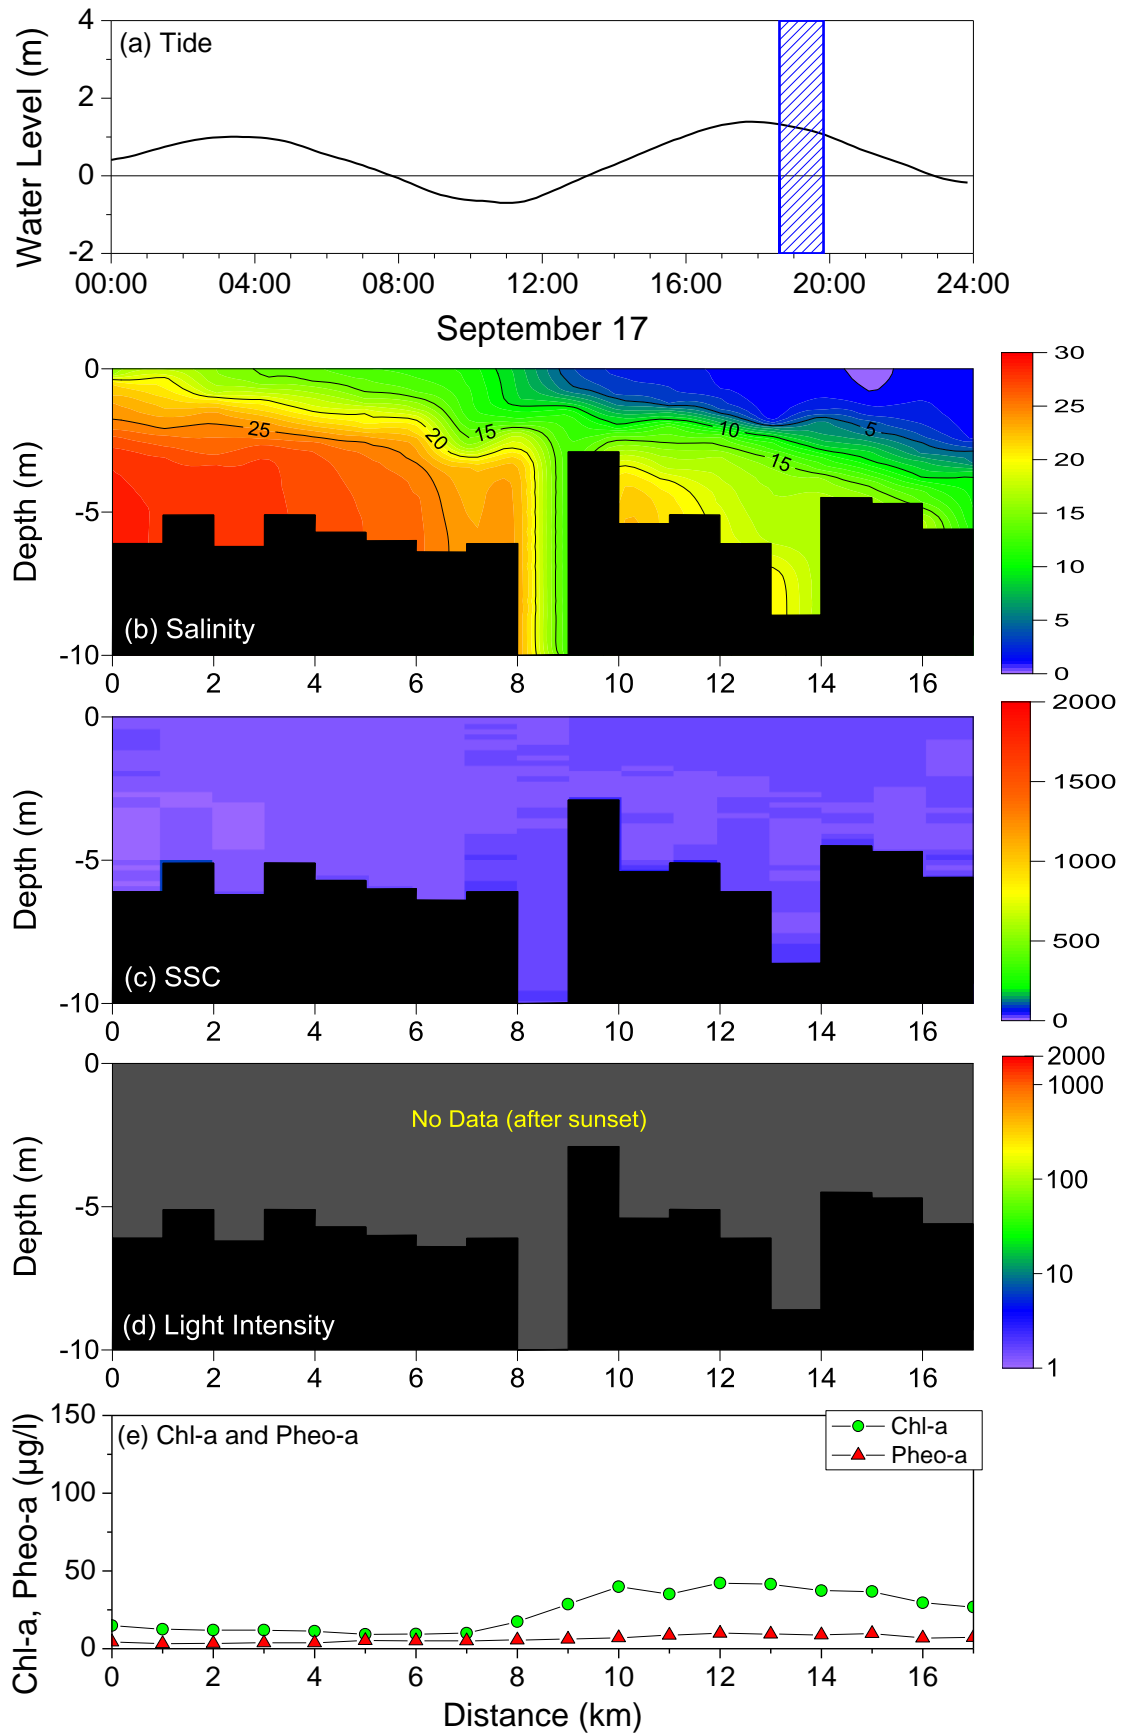 (a) Tide
Water Level (m)
4
2
0
-2
00:00 04:00 08:00 12:00 16:00 20:00 24:00
September 17
Depth (m)
0
-5
-10
25
20
15
10
5
15
(b) Salinity
0 2 4 6 8 10 12 14 16
30
25
20
15
10
5
0
Depth (m)
0
-5
-10
(c) SSC
0 2 4 6 8 10 12 14 16
2000
1500
1000
500
0
Depth (m)
0
-5
-10
No Data (after sunset)
(d) Light Intensity
0 2 4 6 8 10 12 14 16
2000
1000
100
10
1
Chl-a, Pheo-a (µg/l)
150
100
50
0
(e) Chl-a and Pheo-a
Chl-a
Pheo-a
0 2 4 6 8 10 12 14 16
Distance (km)